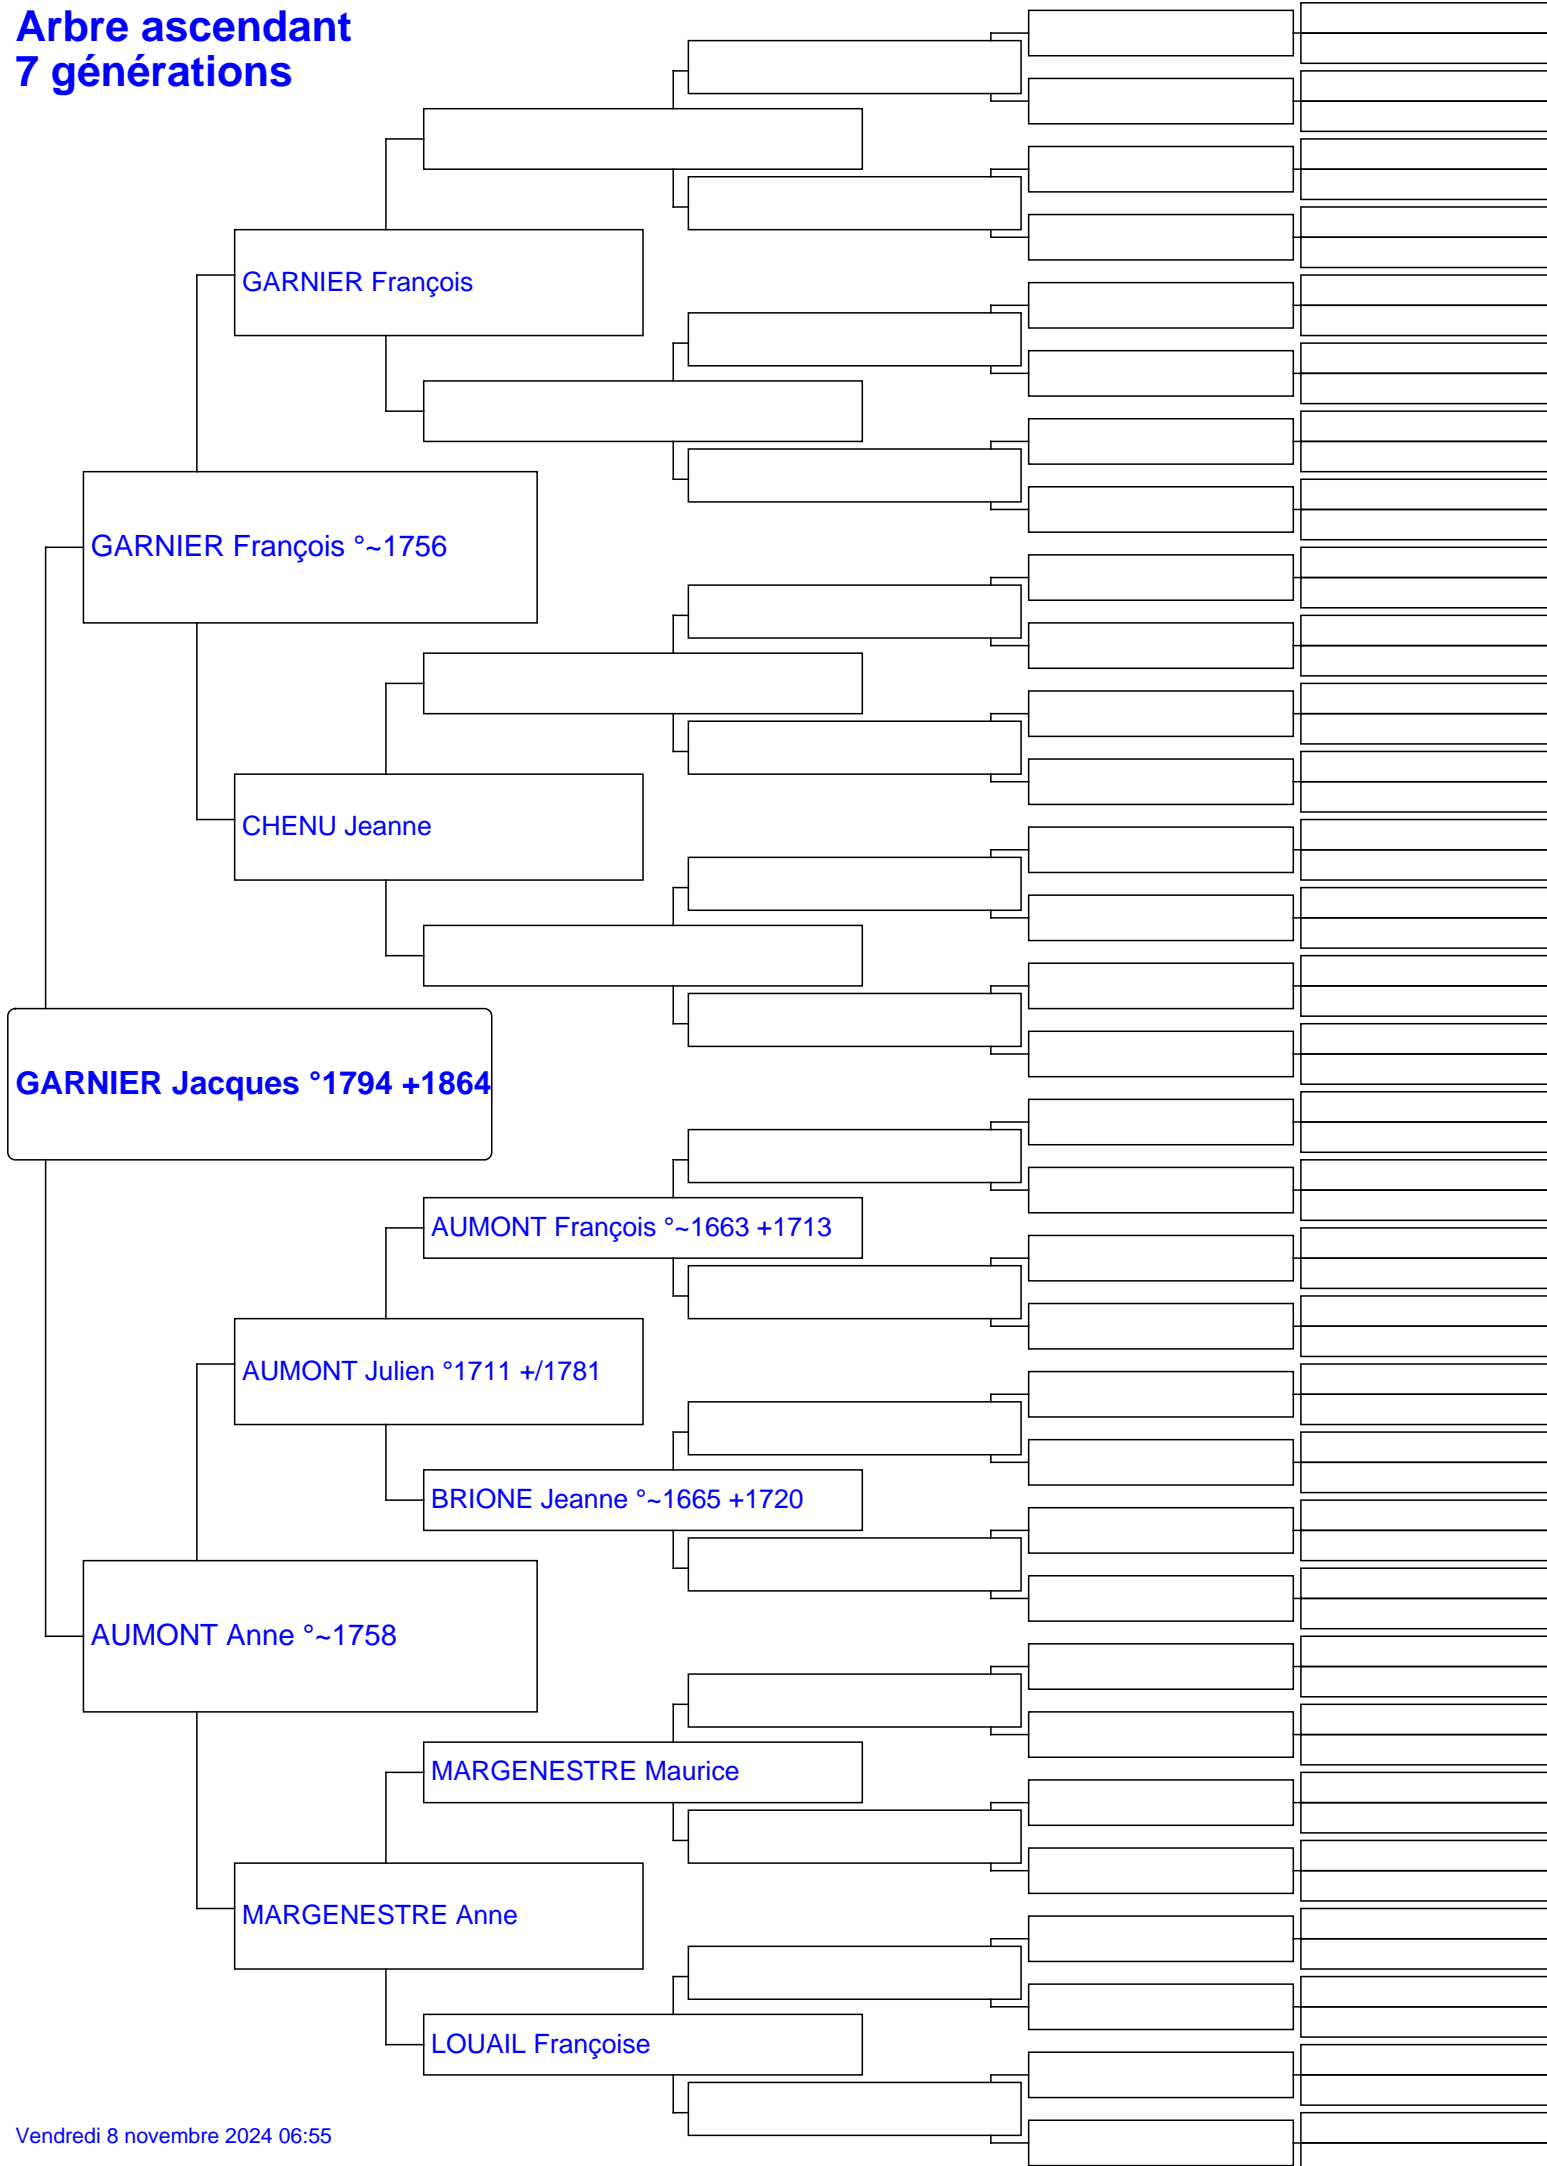 Arbre ascendant
7 générations
GARNIER François
GARNIER François °~1756
CHENU Jeanne
GARNIER Jacques °1794 +1864
AUMONT François °~1663 +1713
AUMONT Julien °1711 +/1781
BRIONE Jeanne °~1665 +1720
AUMONT Anne °~1758
MARGENESTRE Maurice
MARGENESTRE Anne
LOUAIL Françoise
Vendredi 8 novembre 2024 06:55